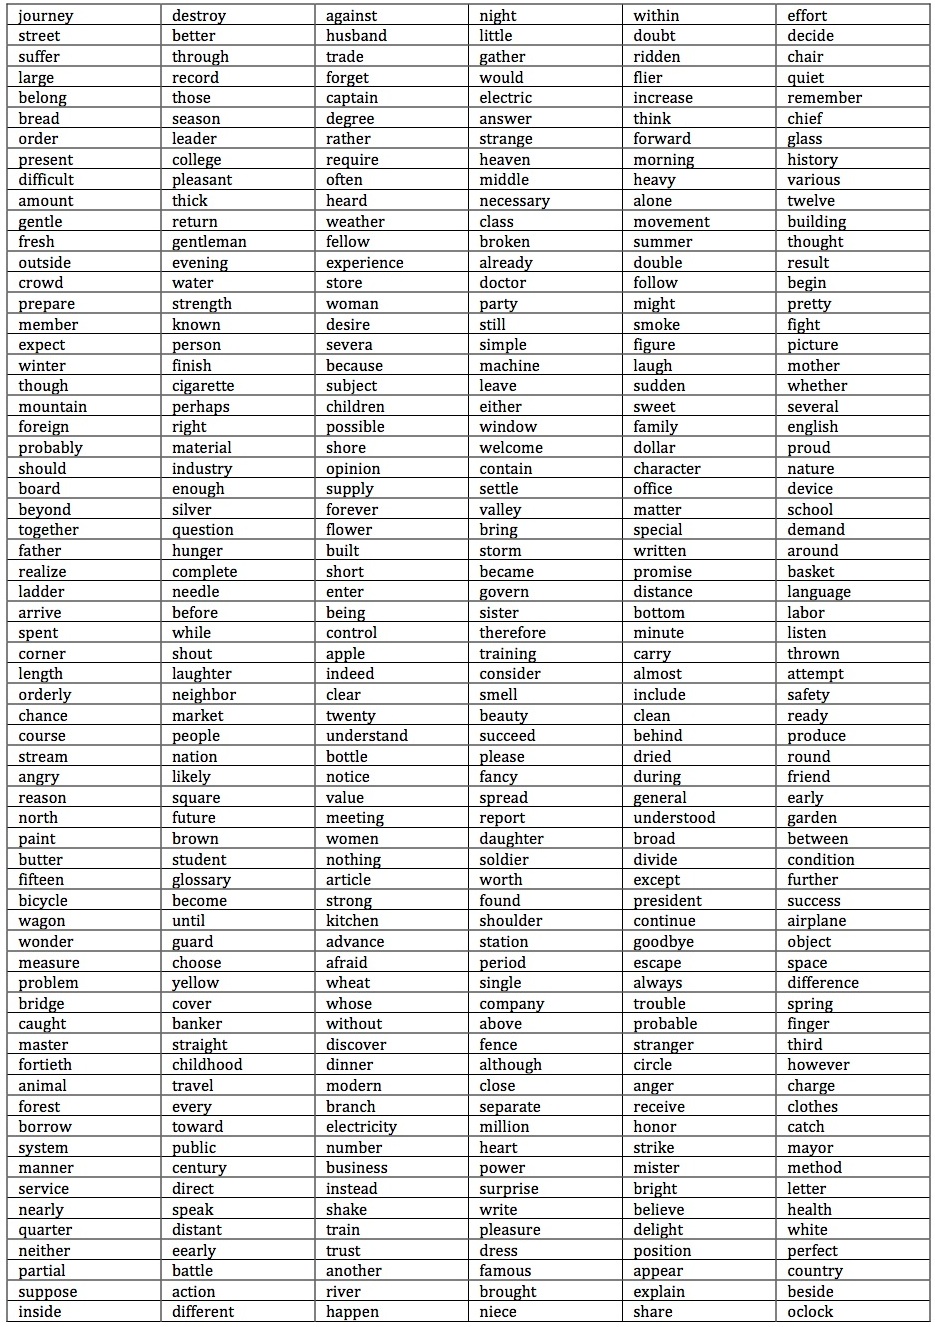 journey destroy against night within effort
street better husband little doubt decide
suffer through trade gather ridden chair
large record forget would flier quiet
belong those captain electric increase remember
bread season degree answer think chief
order leader rather strange forward glass
present college require heaven morning history
difficult pleasant often middle heavy various
amount thick heard necessary alone twelve
gentle return weather class movement building
fresh gentleman fellow broken summer thought
outside evening experience already double result
crowd water store doctor follow begin
prepare strength woman party might pretty
member known desire still smoke fight
expect person severa simple figure picture
winter finish because machine laugh mother
though cigarette subject leave sudden whether
mountain perhaps children either sweet several
foreign right possible window family english
probably material shore welcome dollar proud
should industry opinion contain character nature
board enough supply settle office device
beyond silver forever valley matter school
together question flower bring special demand
father hunger built storm written around
realize complete short became promise basket
ladder needle enter govern distance language
arrive before being sister bottom labor
spent while control therefore minute listen
corner shout apple training carry thrown
length laughter indeed consider almost attempt
orderly neighbor clear smell include safety
chance market twenty beauty clean ready
course people understand succeed behind produce
stream nation bottle please dried round
angry likely notice fancy during friend
reason square value spread general early
north future meeting report understood garden
paint brown women daughter broad between
butter student nothing soldier divide condition
fifteen glossary article worth except further
bicycle become strong found president success
wagon until kitchen shoulder continue airplane
wonder guard advance station goodbye object
measure choose afraid period escape space
problem yellow wheat single always difference
bridge cover whose company trouble spring
caught banker without above probable finger
master straight discover fence stranger third
fortieth childhood dinner although circle however
animal travel modern close anger charge
forest every branch separate receive clothes
borrow toward electricity million honor catch
system public number heart strike mayor
manner century business power mister method
service direct instead surprise bright letter
nearly speak shake write believe health
quarter distant train pleasure delight white
neither eearly trust dress position perfect
partial battle another famous appear country
suppose action river brought explain beside
inside different happen niece share oclock